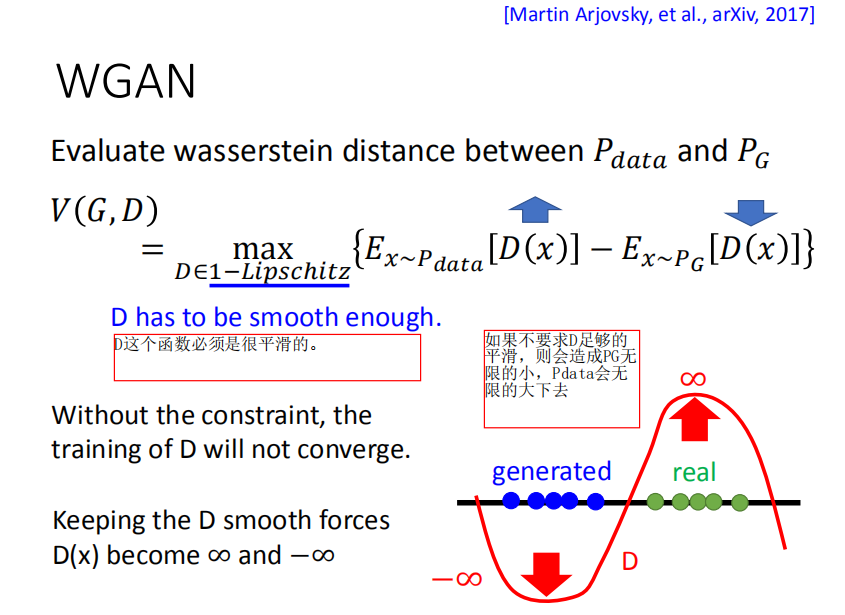 [Martin Arjovsky, et al., arXiv, 2017]
WGAN
Evaluate wasserstein distance between P_data and P_G
V(G,D)
= max_{D∈1−Lipschitz} {E_{x~P_data}[D(x)] − E_{x~P_G}[D(x)]}
D has to be smooth enough.
D这个函数必须是很平滑的。
如果不要求D足够的
平滑，则会造成PG无
限的小，Pdata会无
限的大下去
Without the constraint, the
training of D will not converge.
Keeping the D smooth forces
D(x) become ∞ and −∞
∞
generated
real
D
−∞